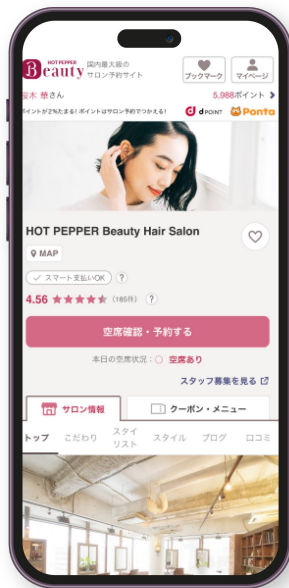 HOT PEPPER
Beauty
国内最大級の
サロン予約サイト
ブックマーク
マイページ
木 華さん
5,988ポイント
ポイントが2%たまる! ポイントはサロン予約でつかえる!
d POINT
Ponta
HOT PEPPER Beauty Hair Salon
MAP
スマート支払いOK
?
4.56
(186件)
?
空席確認・予約する
本日の空席状況：○ 空席あり
スタッフ募集を見る
サロン情報
クーポン・メニュー
トップ
こだわり
スタイ
リスト
スタイル
ブログ
口コミ